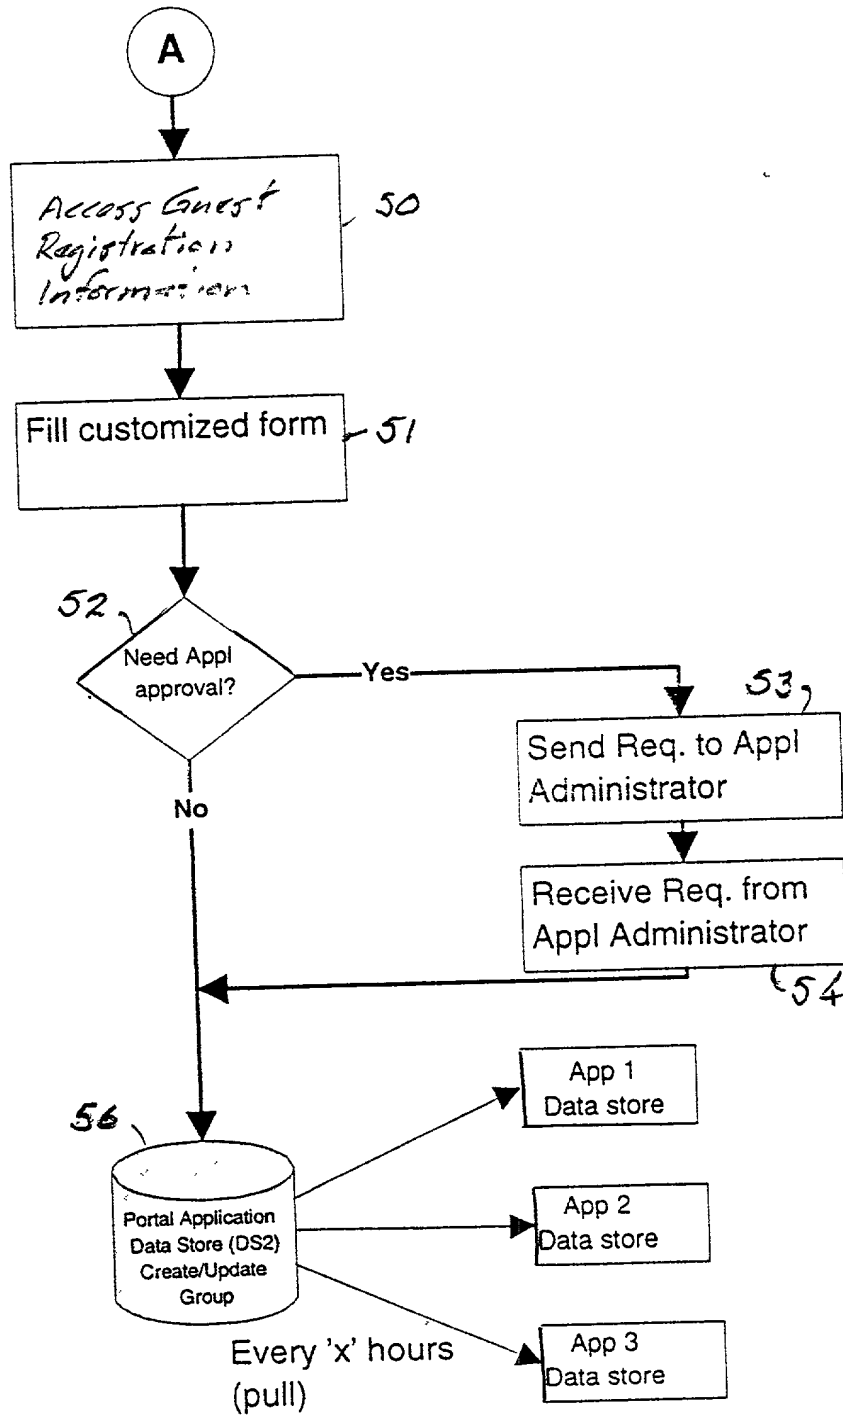 A
Access Guest
Registration
Information
50
Fill customized form
51
52
Need Appl
approval?
Yes
No
53
Send Req. to Appl
Administrator
Receive Req. from
Appl Administrator
54
56
Portal Application
Data Store (DS2)
Create/Update
Group
App 1
Data store
App 2
Data store
App 3
Data store
Every 'x' hours
(pull)